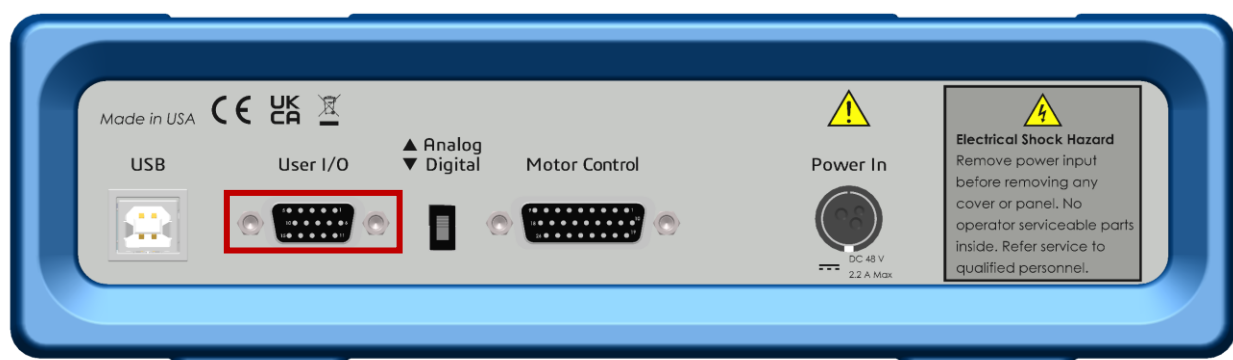 Made in USA CE UK
CA
▲ Analog
▼ Digital
USB
User I/O
Motor Control
Power In
DC 48 V
2.2 A Max
Electrical Shock Hazard
Remove power input
before removing any
cover or panel. No
operator serviceable parts
inside. Refer service to
qualified personnel.